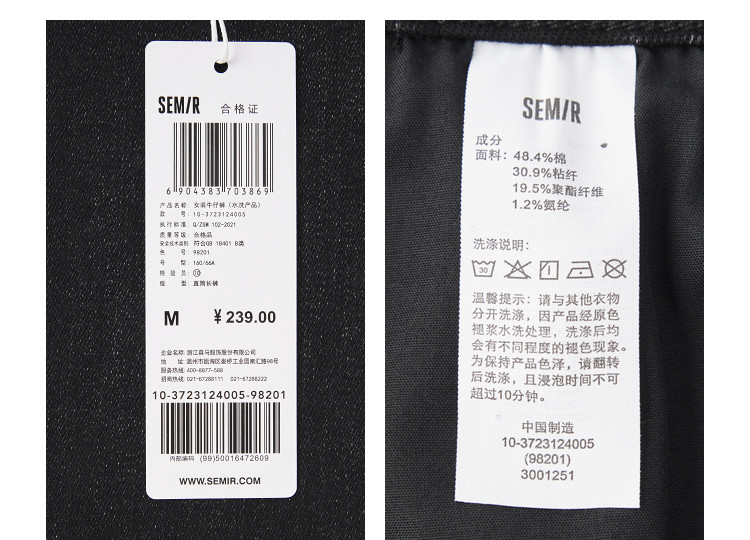 SEM/R 合格证
6 904383 703869
产品名称: 女装牛仔裤 (水洗产品)
款 号: 10-3723124005
执行标准: Q/ZSM 102-2021
质量等级: 合格品
安全技术类别: 符合GB 18401 B类
色 号: 98201
号 型: 160/66A
检 验 员: ⑩
版 型: 直筒长裤
M ¥ 239.00
企业名称: 浙江森马服饰股份有限公司
地 址: 温州市瓯海区娄桥工业园南汇路98号
服务热线: 400-8877-588
招商热线: 021-67288111 021-67288222
10-3723124005-98201
内部编码 (99)50016472609
WWW.SEMIR.COM
SEM/R
成分
面料: 48.4%棉
30.9%粘纤
19.5%聚酯纤维
1.2%氨纶
洗涤说明:
30
温馨提示: 请与其他衣物
分开洗涤, 因产品经原色
褪浆水洗处理, 洗涤后均
会有不同程度的褪色现象。
为保持产品色泽, 请翻转
后洗涤, 且浸泡时间不可
超过10分钟。
中国制造
10-3723124005
(98201)
3001251